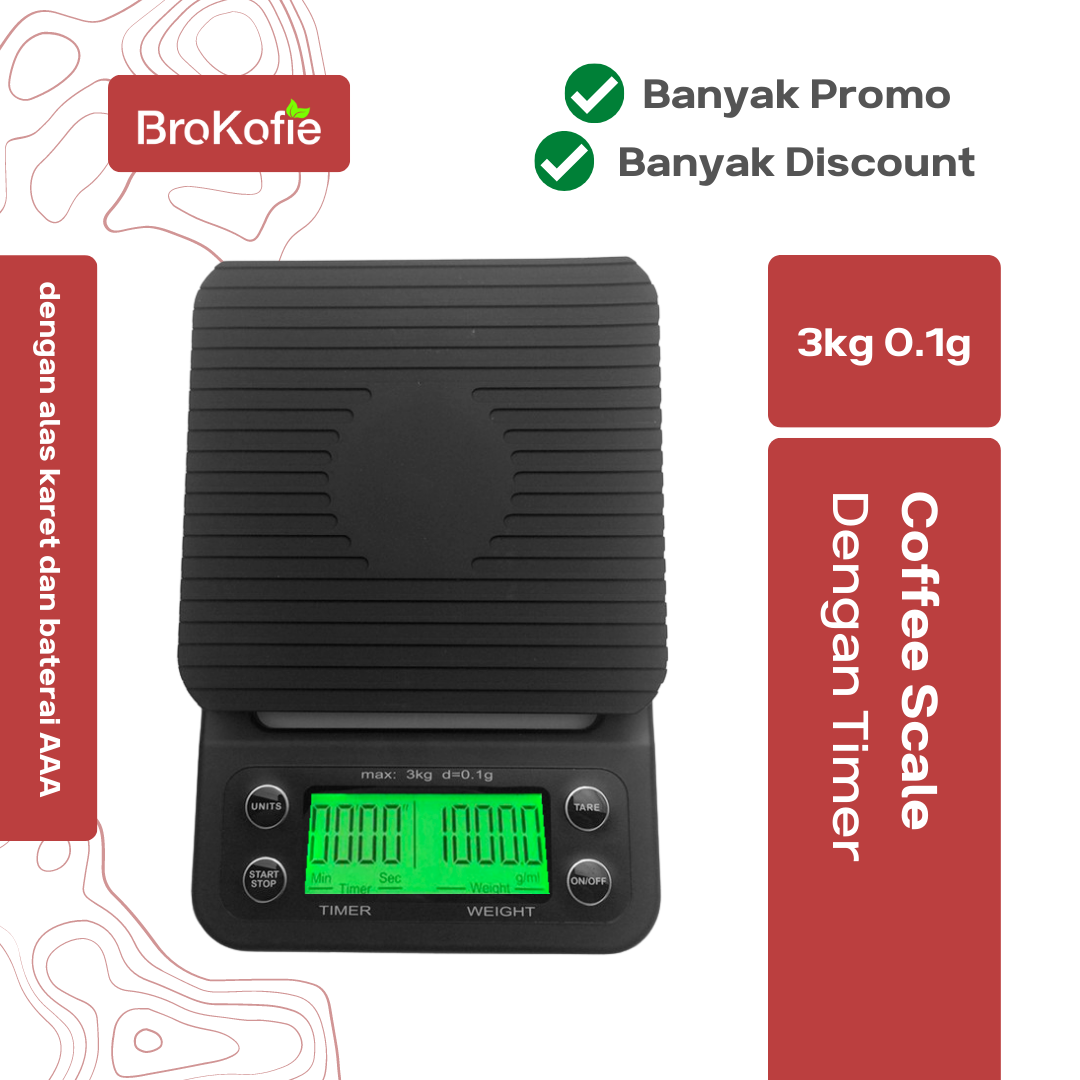 BroKofie
Banyak Promo
Banyak Discount
dengan alas karet dan baterai AAA
3kg 0.1g
Coffee Scale
Dengan Timer
max: 3kg d=0.1g
UNITS
TARE
START
STOP
ON/OFF
Min
Sec
Timer
Weight
g/ml
TIMER
WEIGHT